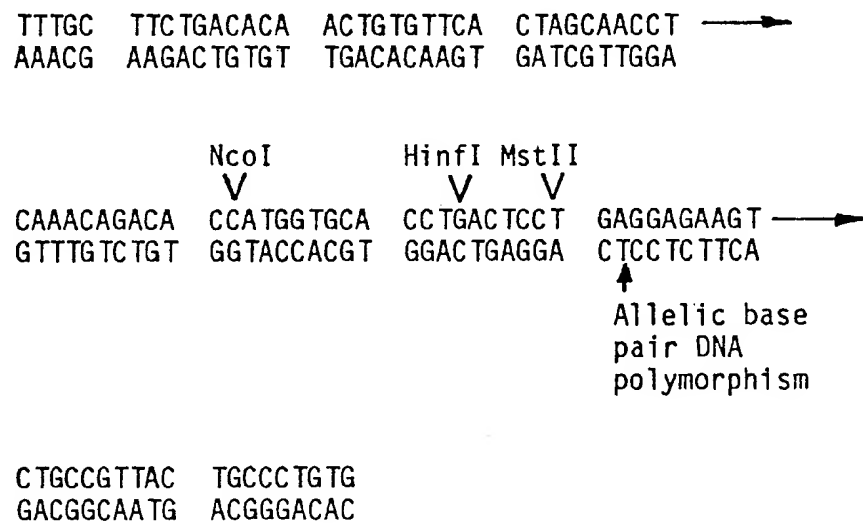 TTTGC TTCTGACACA ACTGTGTTCA CTAGCAACCT
AAACG AAGACTGTGT TGACACAAGT GATCGTTGGA
NcoI HinfI MstII
CAAACAGACA CCATGGTGCA CCTGACTCCT GAGGAGAAGT
GTTTGTCTGT GGTACCACGT GGACTGAGGA CTCCTCTTCA
Allelic base
pair DNA
polymorphism
CTGCCGTTAC TGCCCTGTG
GACGGCAATG ACGGGACAC